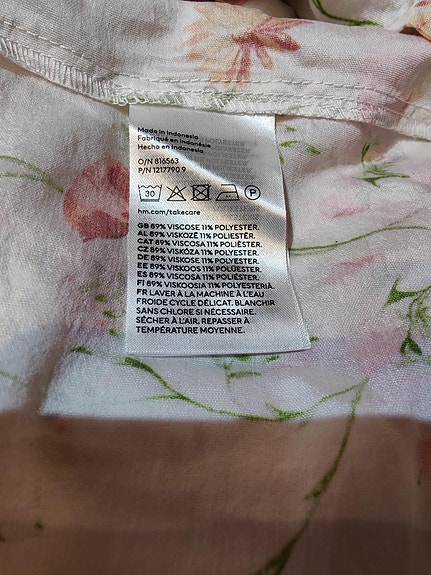 Made in Indonesia
Fabriqué en Indonésie
Hecho en Indonesia
O/N 816563
P/N 1217790 9
30
P
hm.com/takecare
GB 89% VISCOSE 11% POLYESTER.
AL 89% VISKOZË 11% POLIESTËR.
CAT 89% VISCOSA 11% POLIÈSTER.
CZ 89% VISKÓZA 11% POLYESTER.
DK 89% VISKOSE 11% POLYESTER.
EE 89% VISKOOS 11% POLÜESTER.
ES 89% VISCOSA 11% POLIÉSTER.
FI 89% VISKOOSIA 11% POLYESTERIA.
FR LAVER À LA MACHINE À L'EAU
FROIDE CYCLE DÉLICAT. BLANCHIR
SANS CHLORE SI NÉCESSAIRE.
SÉCHER À L'AIR. REPASSER À
TEMPÉRATURE MOYENNE.